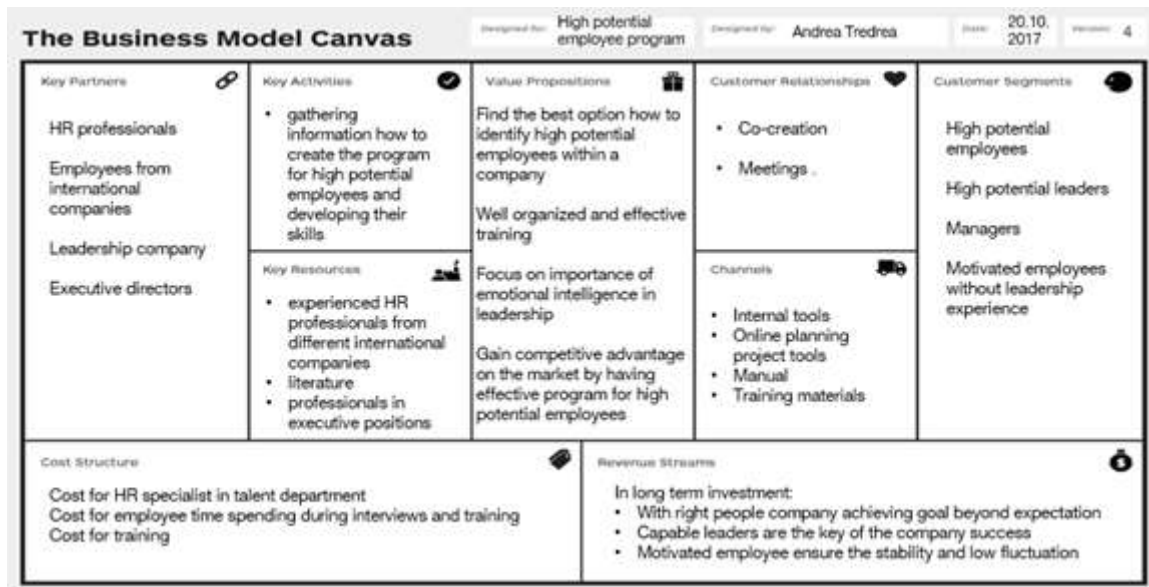 The Business Model Canvas
Designed for:
High potential
employee program
Designed by:
Andrea Tredrea
Date:
20.10.
2017
Version:
4
Key Partners
HR professionals
Employees from
international
companies
Leadership company
Executive directors
Key Activities
• gathering
information how to
create the program
for high potential
employees and
developing their
skills
Key Resources
• experienced HR
professionals from
different international
companies
• literature
• professionals in
executive positions
Value Propositions
Find the best option how to
identify high potential
employees within a
company
Well organized and effective
training
Focus on importance of
emotional intelligence in
leadership
Gain competitive advantage
on the market by having
effective program for high
potential employees
Customer Relationships
• Co-creation
• Meetings .
Channels
• Internal tools
• Online planning
project tools
• Manual
• Training materials
Customer Segments
High potential
employees
High potential leaders
Managers
Motivated employees
without leadership
experience
Cost Structure
Cost for HR specialist in talent department
Cost for employee time spending during interviews and training
Cost for training
Revenue Streams
In long term investment:
• With right people company achieving goal beyond expectation
• Capable leaders are the key of the company success
• Motivated employee ensure the stability and low fluctuation